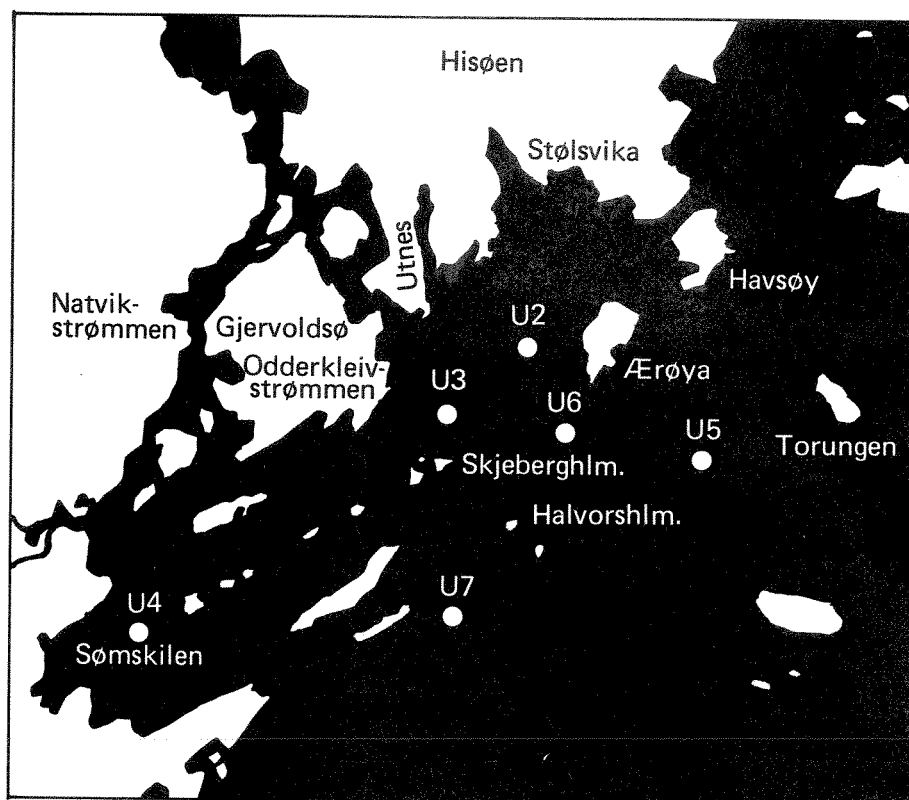 Hisøen
Stølsvika
Utnes
Havsøy
Natvik-
strømmen
Gjervoldsø
U2
Odderkleiv-
strømmen
Ærøya
U3
U6
U5
Torungen
Skjeberghlm.
Halvorshlm.
U4
U7
Sømskilen